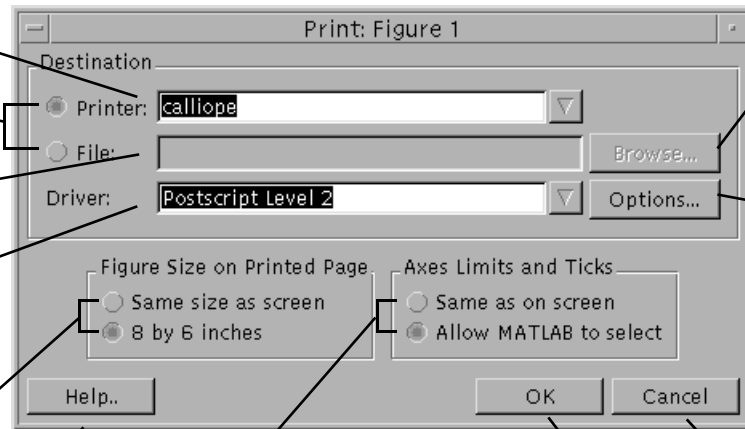 Print: Figure 1
Destination
Printer: calliope
File:
Browse...
Driver: Postscript Level 2
Options...
Figure Size on Printed Page
Same size as screen
8 by 6 inches
Axes Limits and Ticks
Same as on screen
Allow MATLAB to select
Help..
OK
Cancel